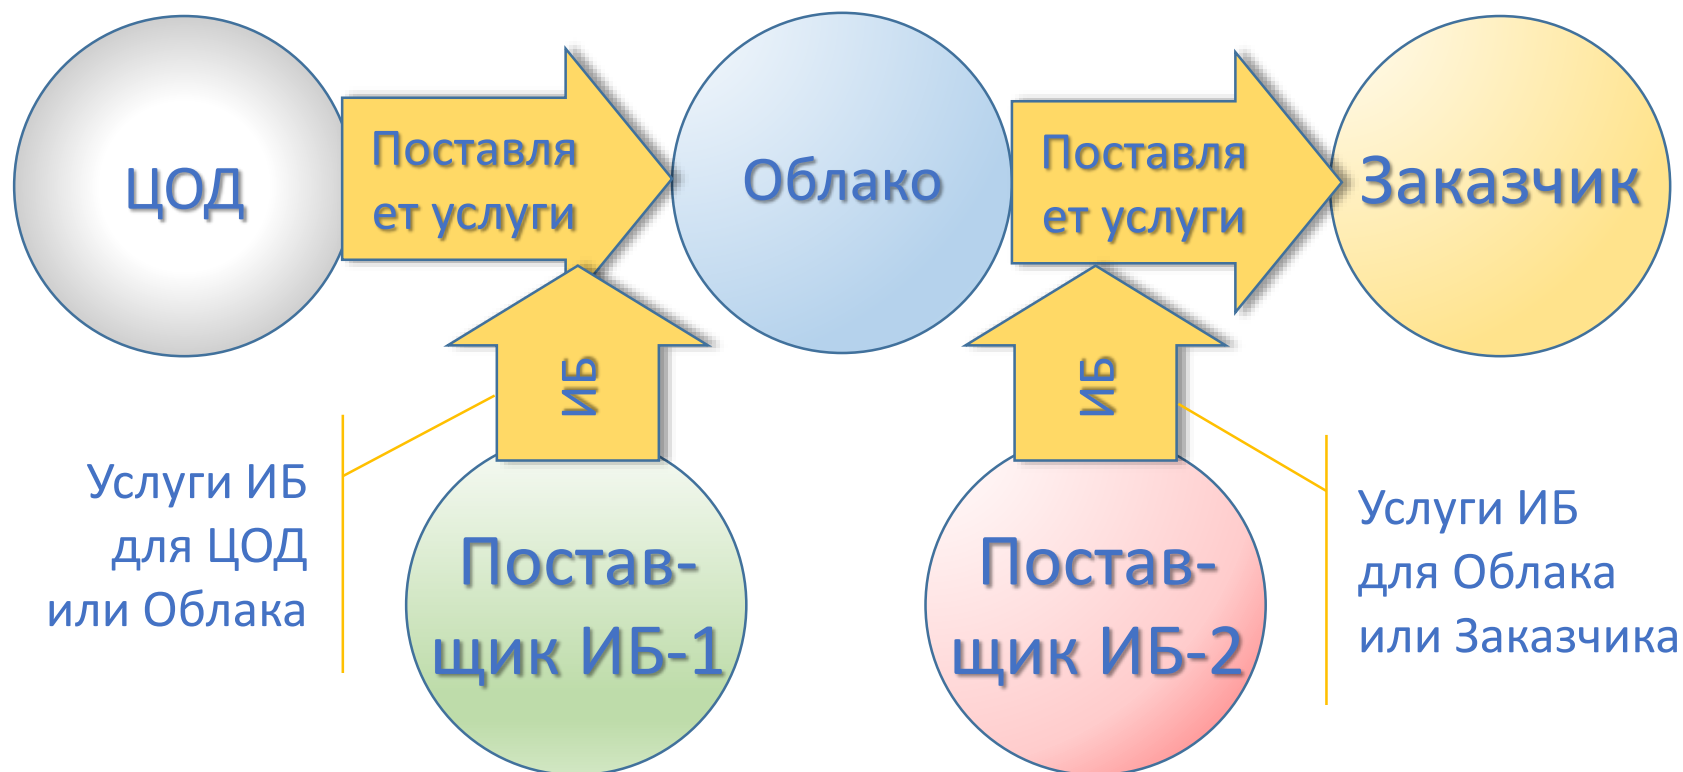 ЦОД
Поставля
ет услуги
Облако
Поставля
ет услуги
Заказчик
ИБ
ИБ
Услуги ИБ
для ЦОД
или Облака
Постав-
щик ИБ-1
Постав-
щик ИБ-2
Услуги ИБ
для Облака
или Заказчика